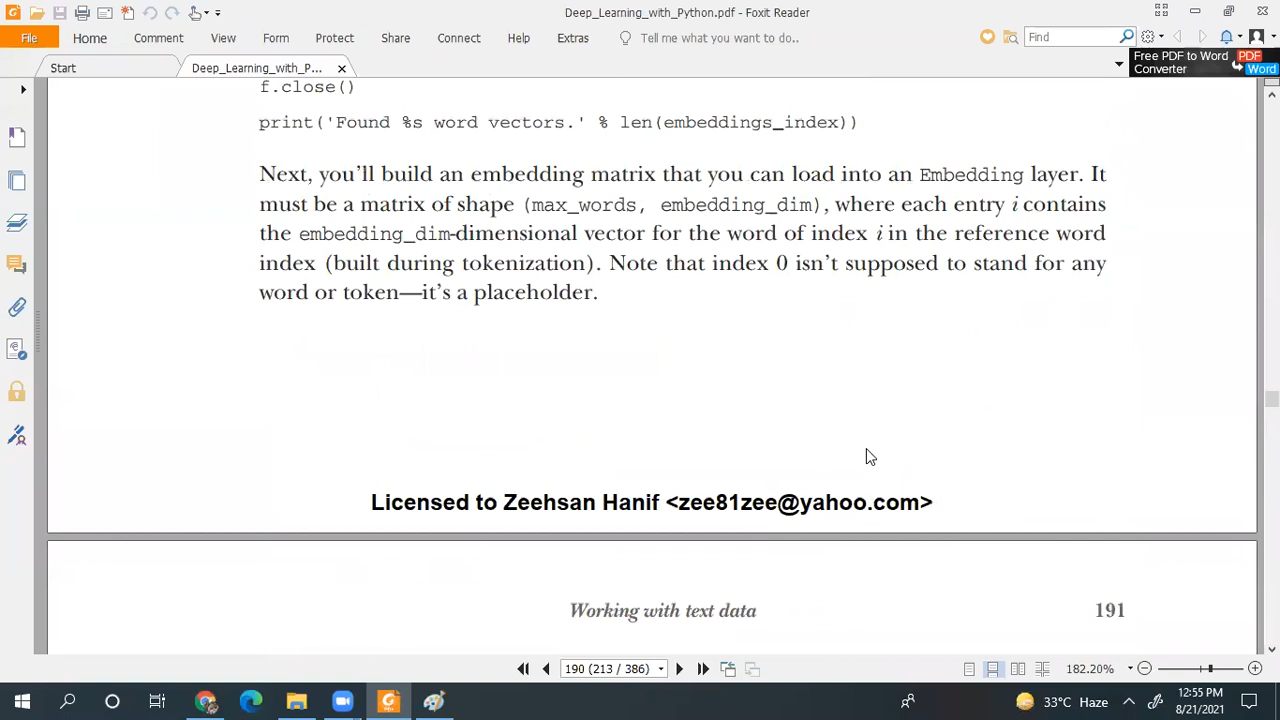 Deep_Learning_with_Python.pdf - Foxit Reader
File Home Comment View Form Protect Share Connect Help Extras Tell me what you want to do.. Find
Start Deep_Learning_with_P... Free PDF to Word Converter PDF Word
f.close()
print('Found %s word vectors.' % len(embeddings_index))
Next, you'll build an embedding matrix that you can load into an Embedding layer. It
must be a matrix of shape (max_words, embedding_dim), where each entry i contains
the embedding_dim-dimensional vector for the word of index i in the reference word
index (built during tokenization). Note that index 0 isn't supposed to stand for any
word or token—it's a placeholder.
Licensed to Zeehsan Hanif <zee81zee@yahoo.com>
Working with text data 191
190 (213 / 386) 182.20%
33°C Haze 12:55 PM
8/21/2021